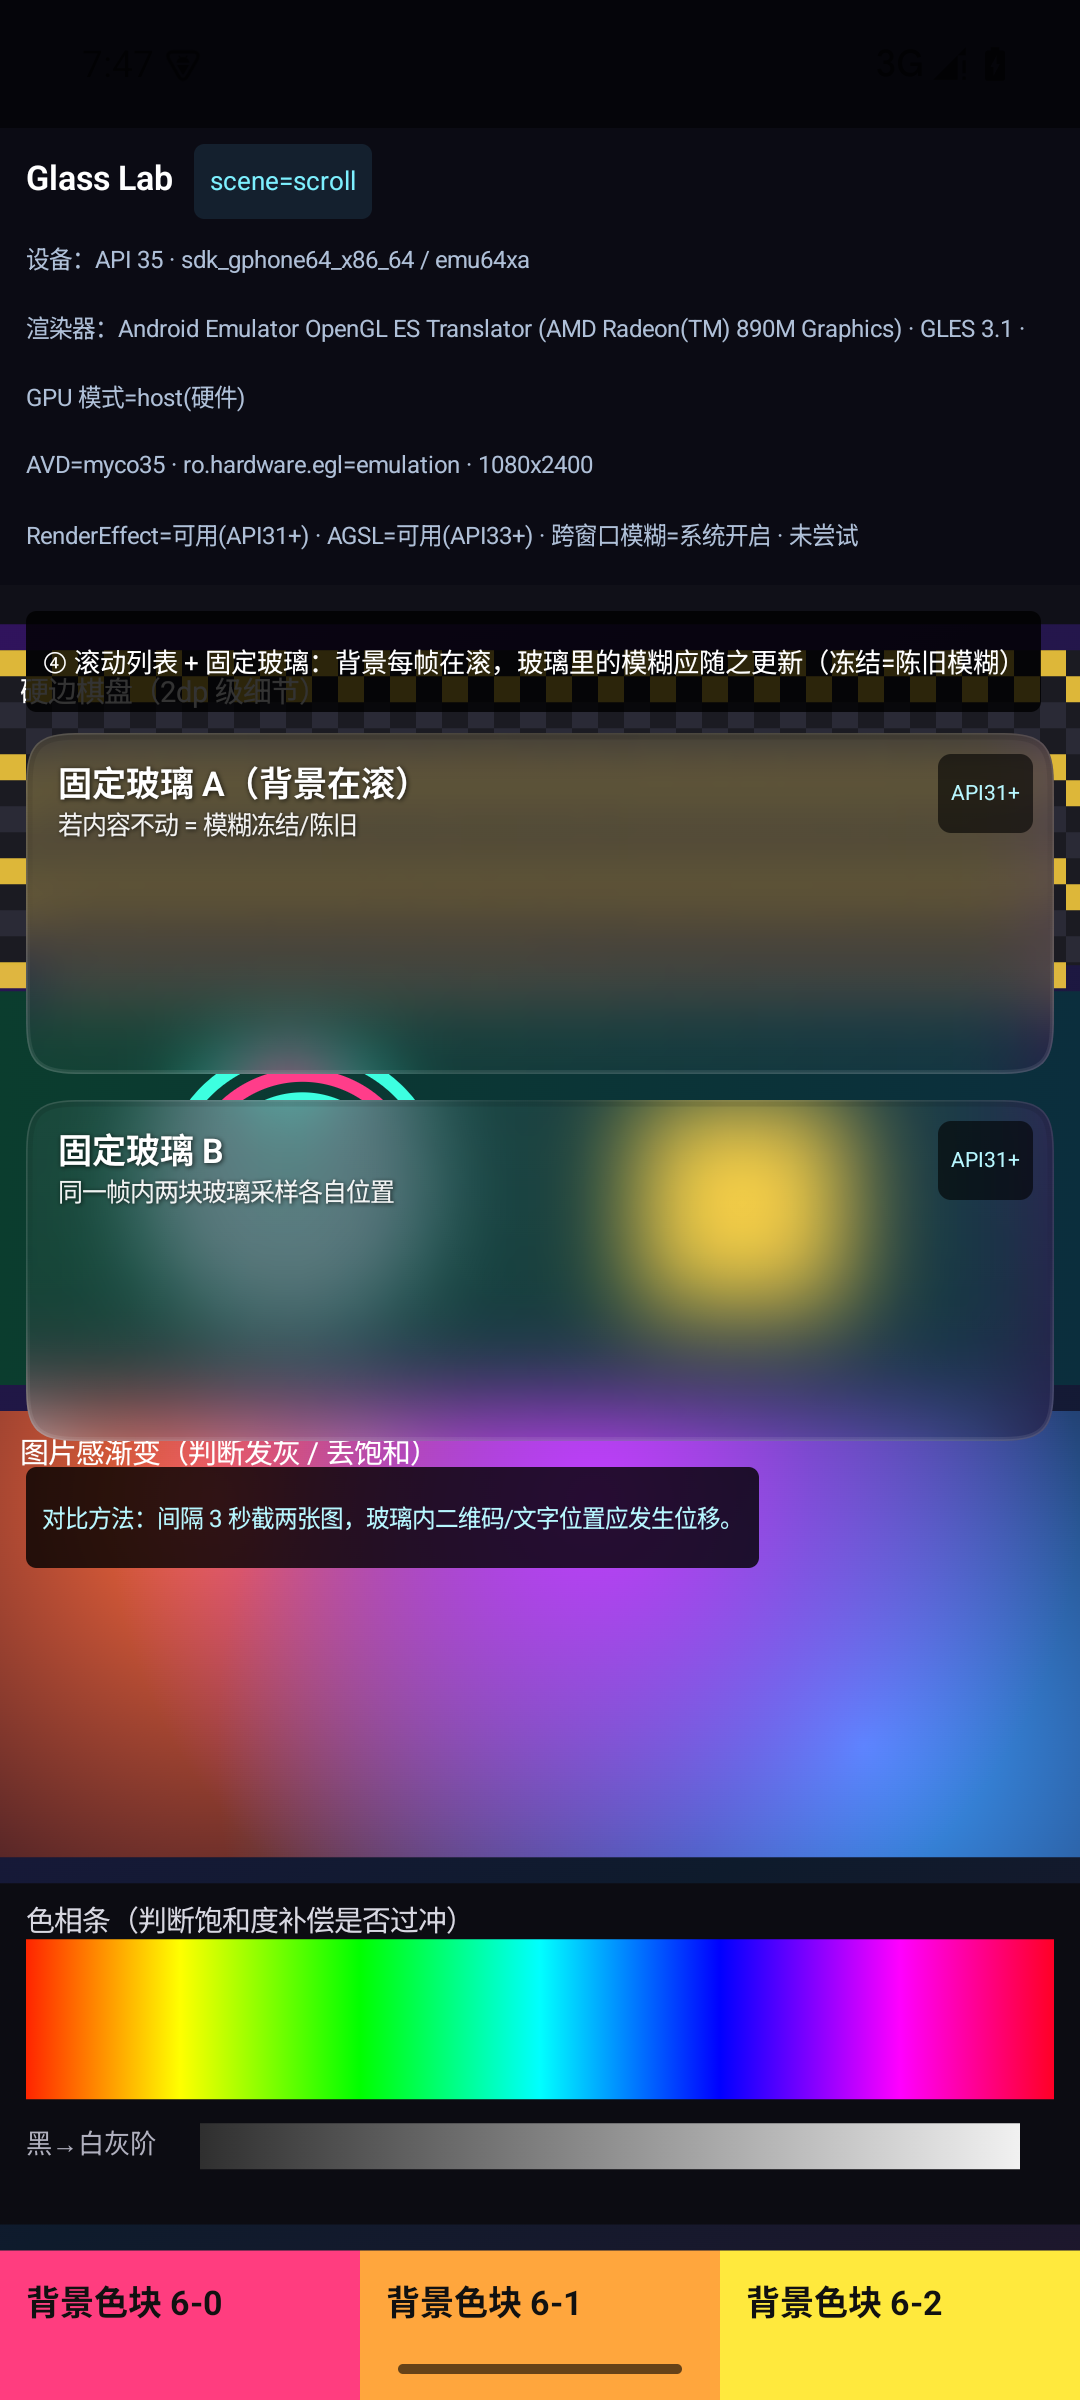 7:47
3G
Glass Lab
scene=scroll
设备：API 35 · sdk_gphone64_x86_64 / emu64xa
渲染器：Android Emulator OpenGL ES Translator (AMD Radeon(TM) 890M Graphics) · GLES 3.1 ·
GPU 模式=host(硬件)
AVD=myco35 · ro.hardware.egl=emulation · 1080x2400
RenderEffect=可用(API31+) · AGSL=可用(API33+) · 跨窗口模糊=系统开启 · 未尝试
④ 滚动列表 + 固定玻璃：背景每帧在滚，玻璃里的模糊应随之更新（冻结=陈旧模糊）
硬边棋盘（2dp 级细节）
固定玻璃 A（背景在滚）
API31+
若内容不动 = 模糊冻结/陈旧
固定玻璃 B
API31+
同一帧内两块玻璃采样各自位置
图片感渐变（判断发灰 / 丢饱和）
对比方法：间隔 3 秒截两张图，玻璃内二维码/文字位置应发生位移。
色相条（判断饱和度补偿是否过冲）
黑→白灰阶
背景色块 6-0
背景色块 6-1
背景色块 6-2